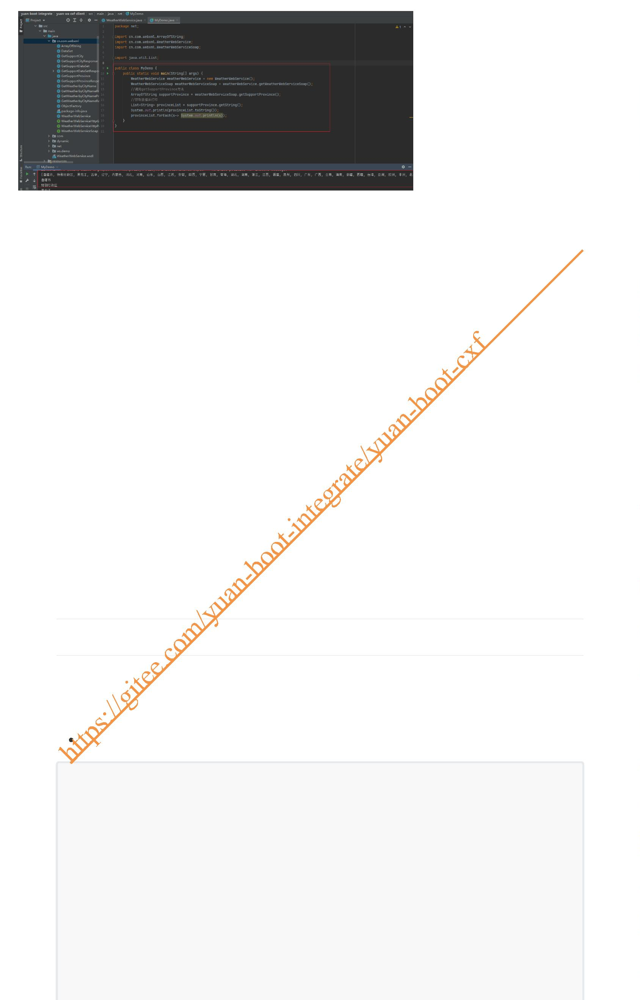 yuan-boot-integrate yuan-ws-cxf-client src main java net MyDemo
Project
WeatherWebService.java
MyDemo.java
Project
src
main
java
cn.com.webxml
ArrayOfString
DataSet
GetSupportCity
GetSupportCityResponse
GetSupportDataSet
GetSupportDataSetRespo
GetSupportProvince
GetSupportProvinceRespo
GetWeatherbyCityName
GetWeatherbyCityNameP
GetWeatherbyCityNamePr
GetWeatherbyCityNameRe
ObjectFactory
package-info.java
WeatherWebService
WeatherWebServiceHttpG
WeatherWebServiceHttpP
WeatherWebServiceSoap
com
dynamic
net
ws.demo
WeatherWebService.wsdl
resources
Structure
Favorites
1 package net;
2
3 import cn.com.webxml.ArrayOfString;
4 import cn.com.webxml.WeatherWebService;
5 import cn.com.webxml.WeatherWebServiceSoap;
6
7 import java.util.List;
8
9 public class MyDemo {
10 public static void main(String[] args) {
11 WeatherWebService weatherWebService = new WeatherWebService();
12 WeatherWebServiceSoap weatherWebServiceSoap = weatherWebService.getWeatherWebServiceSoap();
13 //调用getSupportProvince方法
14 ArrayOfString supportProvince = weatherWebServiceSoap.getSupportProvince();
15 //获取数据并打印
16 List<String> provinceList = supportProvince.getString();
17 System.out.println(provinceList.toString());
18 provinceList.forEach(s-> System.out.println(s));
19 }
20 }
21
1
Run: MyDemo
[直辖市, 特别行政区, 黑龙江, 吉林, 辽宁, 内蒙古, 河北, 河南, 山东, 山西, 江苏, 安徽, 陕西, 宁夏, 甘肃, 青海, 湖北, 湖南, 浙江, 江西, 福建, 贵州, 四川, 广东, 广西, 云南, 海南, 新疆, 西藏, 台湾, 亚洲, 欧洲, 非洲, 北
直辖市
特别行政区
https://gitee.com/yuan-boot-integrate/yuan-boot-cxf